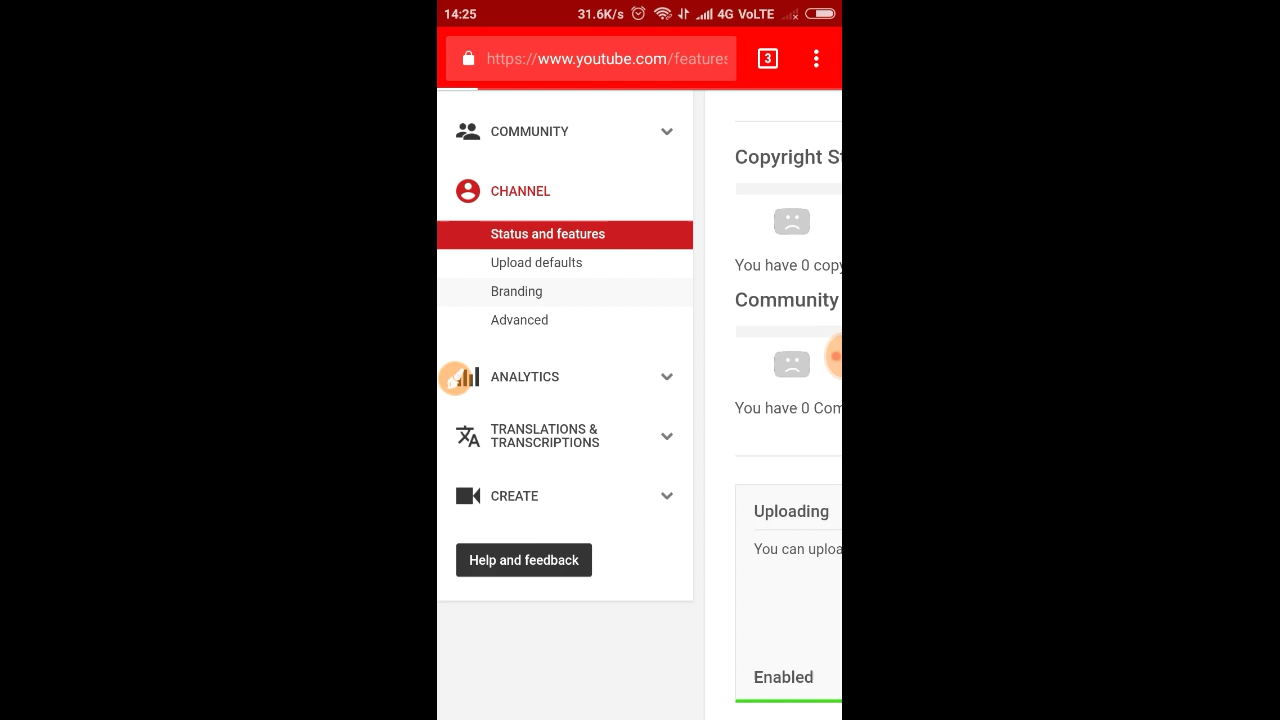 14:25
31.6K/s 4G VoLTE
https://www.youtube.com/features
3
COMMUNITY
CHANNEL
Status and features
Upload defaults
Branding
Advanced
ANALYTICS
TRANSLATIONS &
TRANSCRIPTIONS
CREATE
Help and feedback
Copyright St
You have 0 copy
Community
You have 0 Com
Uploading
You can uploa
Enabled